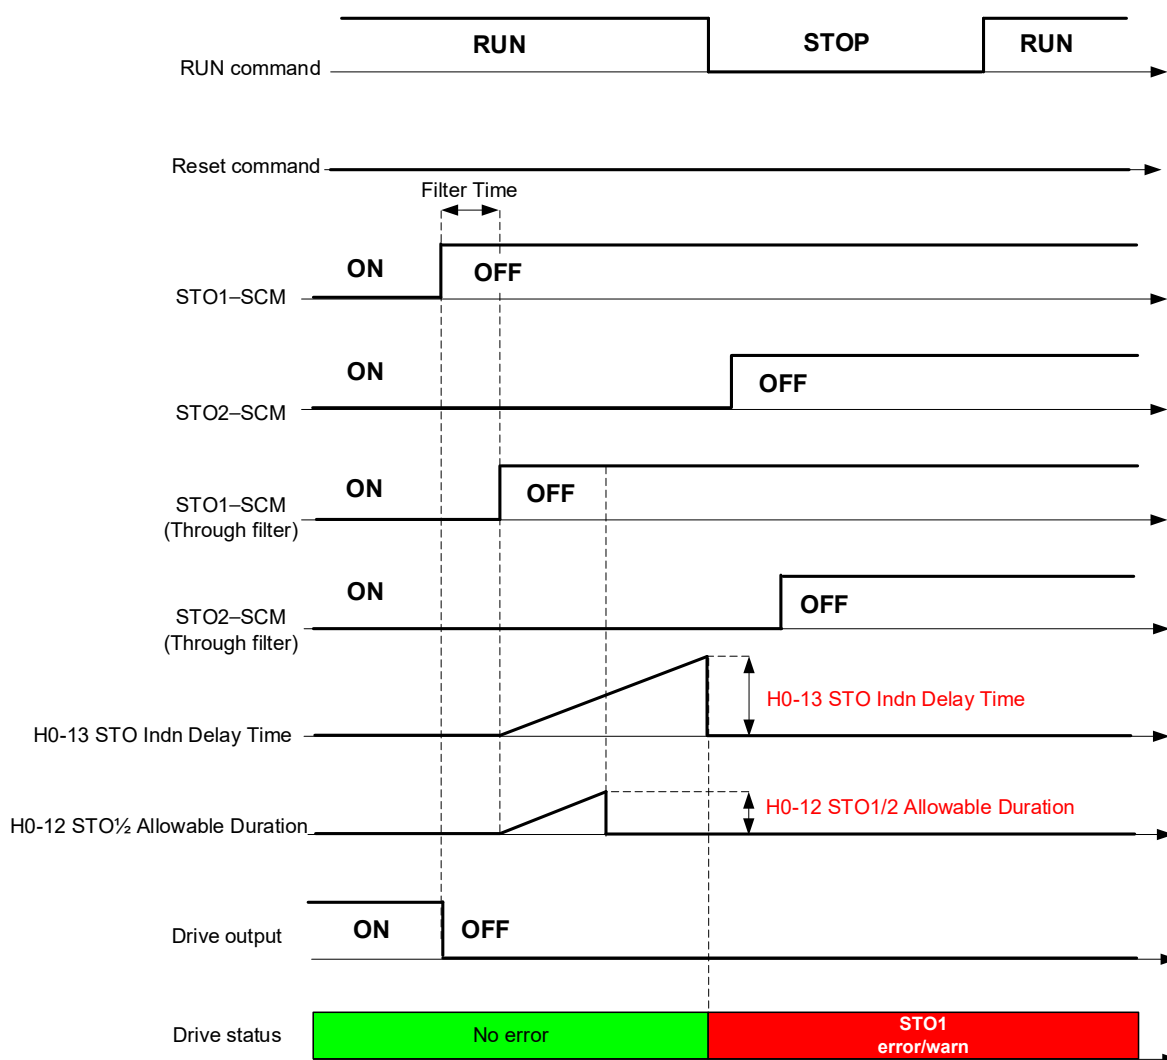 RUN
STOP
RUN
RUN command
Reset command
Filter Time
ON
OFF
STO1–SCM
ON
OFF
STO2–SCM
ON
OFF
STO1–SCM
(Through filter)
ON
OFF
STO2–SCM
(Through filter)
H0-13 STO Indn Delay Time
H0-13 STO Indn Delay Time
H0-12 STO1/2 Allowable Duration
H0-12 STO½ Allowable Duration
ON
OFF
Drive output
Drive status
No error
STO1
error/warn